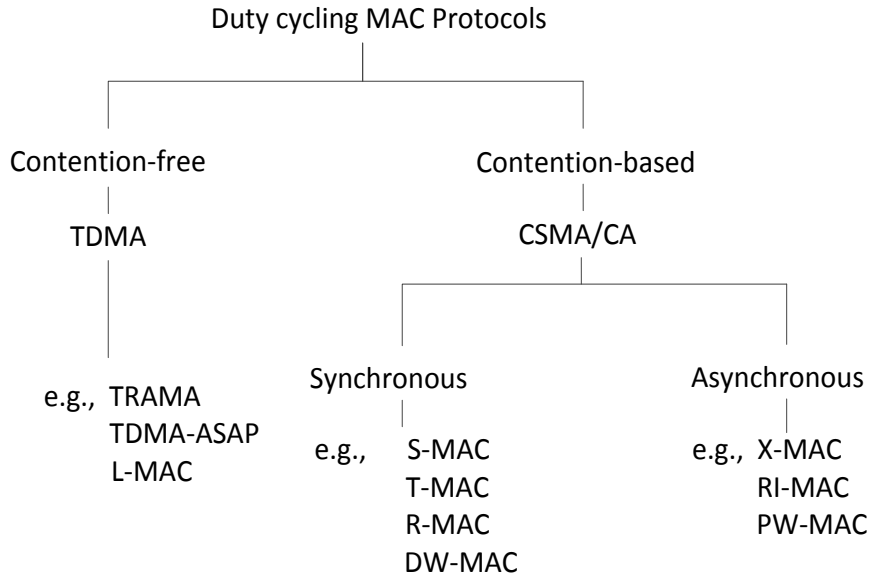 Duty cycling MAC Protocols
Contention-free
Contention-based
TDMA
CSMA/CA
Synchronous
Asynchronous
e.g., TRAMA
TDMA-ASAP
L-MAC
e.g., S-MAC
T-MAC
R-MAC
DW-MAC
e.g., X-MAC
RI-MAC
PW-MAC